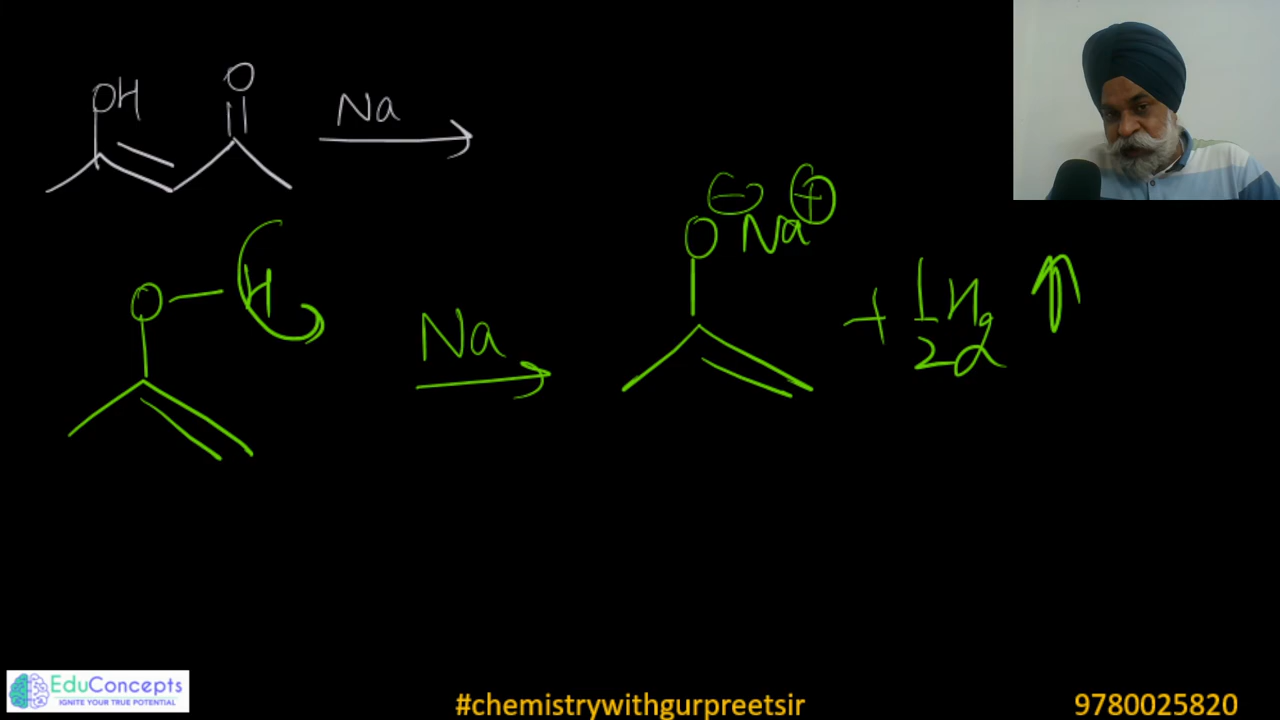 OH
O
Na
O - H
Na
O⊖ Na⊕
+ 1/2 H2 ↑
EduConcepts
IGNITE YOUR TRUE POTENTIAL
#chemistrywithgurpreetsir
9780025820